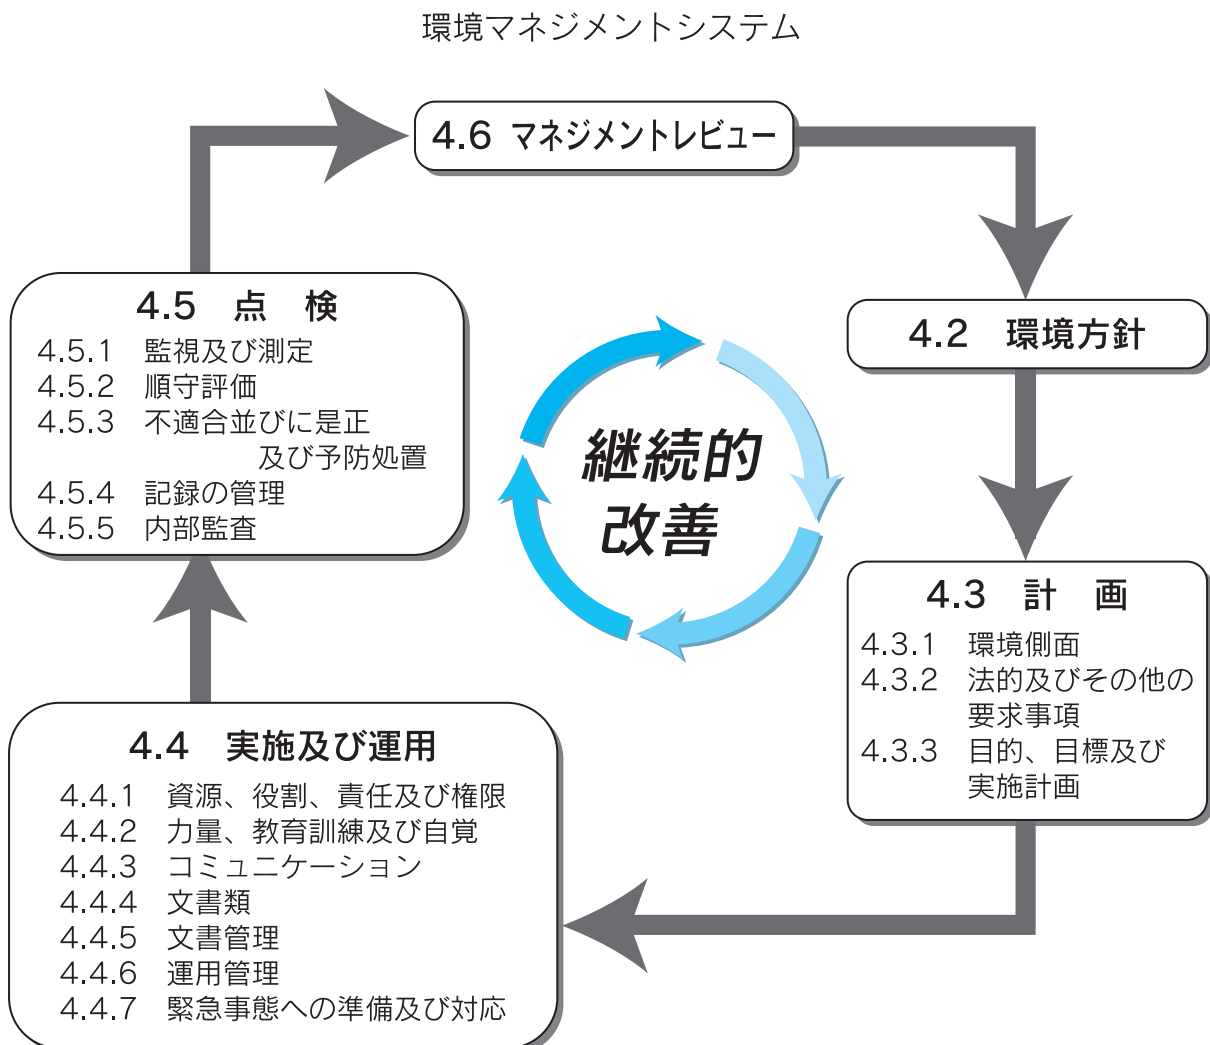 環境マネジメントシステム
4.6 マネジメントレビュー
4.2 環境方針
4.3 計 画
4.3.1 環境側面
4.3.2 法的及びその他の
要求事項
4.3.3 目的、目標及び
実施計画
4.4 実施及び運用
4.4.1 資源、役割、責任及び権限
4.4.2 力量、教育訓練及び自覚
4.4.3 コミュニケーション
4.4.4 文書類
4.4.5 文書管理
4.4.6 運用管理
4.4.7 緊急事態への準備及び対応
4.5 点 検
4.5.1 監視及び測定
4.5.2 順守評価
4.5.3 不適合並びに是正
及び予防処置
4.5.4 記録の管理
4.5.5 内部監査
継続的
改善